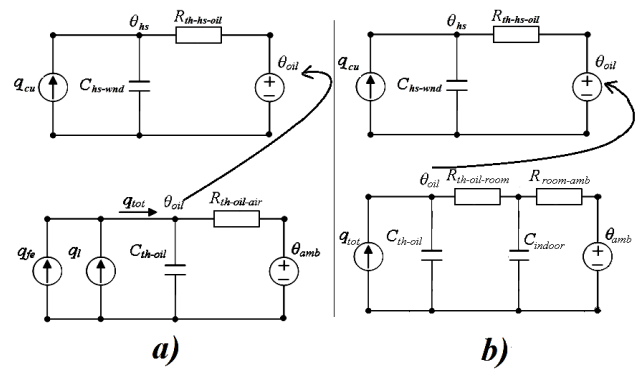 θhs Rth-hs-oil
qcu Chs-wnd θoil
qtot θoil Rth-oil-air
qfe ql Cth-oil θamb
a)
θhs Rth-hs-oil
qcu Chs-wnd θoil
θoil Rth-oil-room Rroom-amb
qtot Cth-oil Cindoor θamb
b)